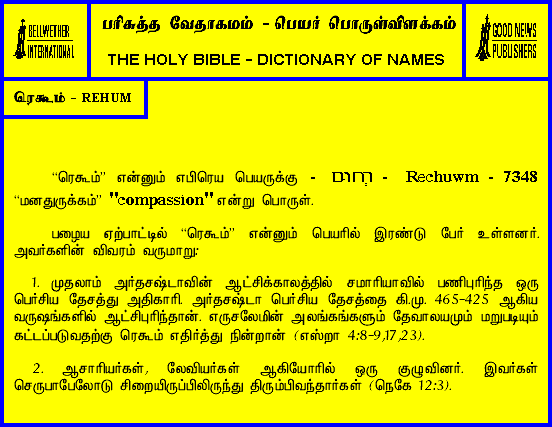 BELLWETHER
INTERNATIONAL
பரிசுத்த வேதாகமம் - பெயர் பொருள்விளக்கம்
THE HOLY BIBLE - DICTIONARY OF NAMES
GOOD NEWS
PUBLISHERS
ரெகூம் - REHUM
“ரெகூம்” என்னும் எபிரெய பெயருக்கு - רחוּם - Rechuwm - 7348
“மனதுருக்கம்” "compassion" என்று பொருள்.
பழைய ஏற்பாட்டில் “ரெகூம்” என்னும் பெயரில் இரண்டு பேர் உள்ளனர்.
அவர்களின் விவரம் வருமாறு:
1. முதலாம் அர்தசஷ்டாவின் ஆட்சிக்காலத்தில் சமாரியாவில் பணிபுரிந்த ஒரு
பெர்சிய தேசத்து அதிகாரி. அர்தசஷ்டா பெர்சிய தேசத்தை கி.மு. 465-425 ஆகிய
வருஷங்களில் ஆட்சிபுரிந்தான். எருசலேமின் அலங்கங்களும் தேவாலயமும் மறுபடியும்
கட்டப்படுவதற்கு ரெகூம் எதிர்த்து நின்றான் (எஸ்றா 4:8-9,17,23).
2. ஆசாரியர்கள், லேவியர்கள் ஆகியோரில் ஒரு குழுவினர். இவர்கள்
செருபாபேலோடு சிறையிருப்பிலிருந்து திரும்பிவந்தார்கள் (நெகே 12:3).